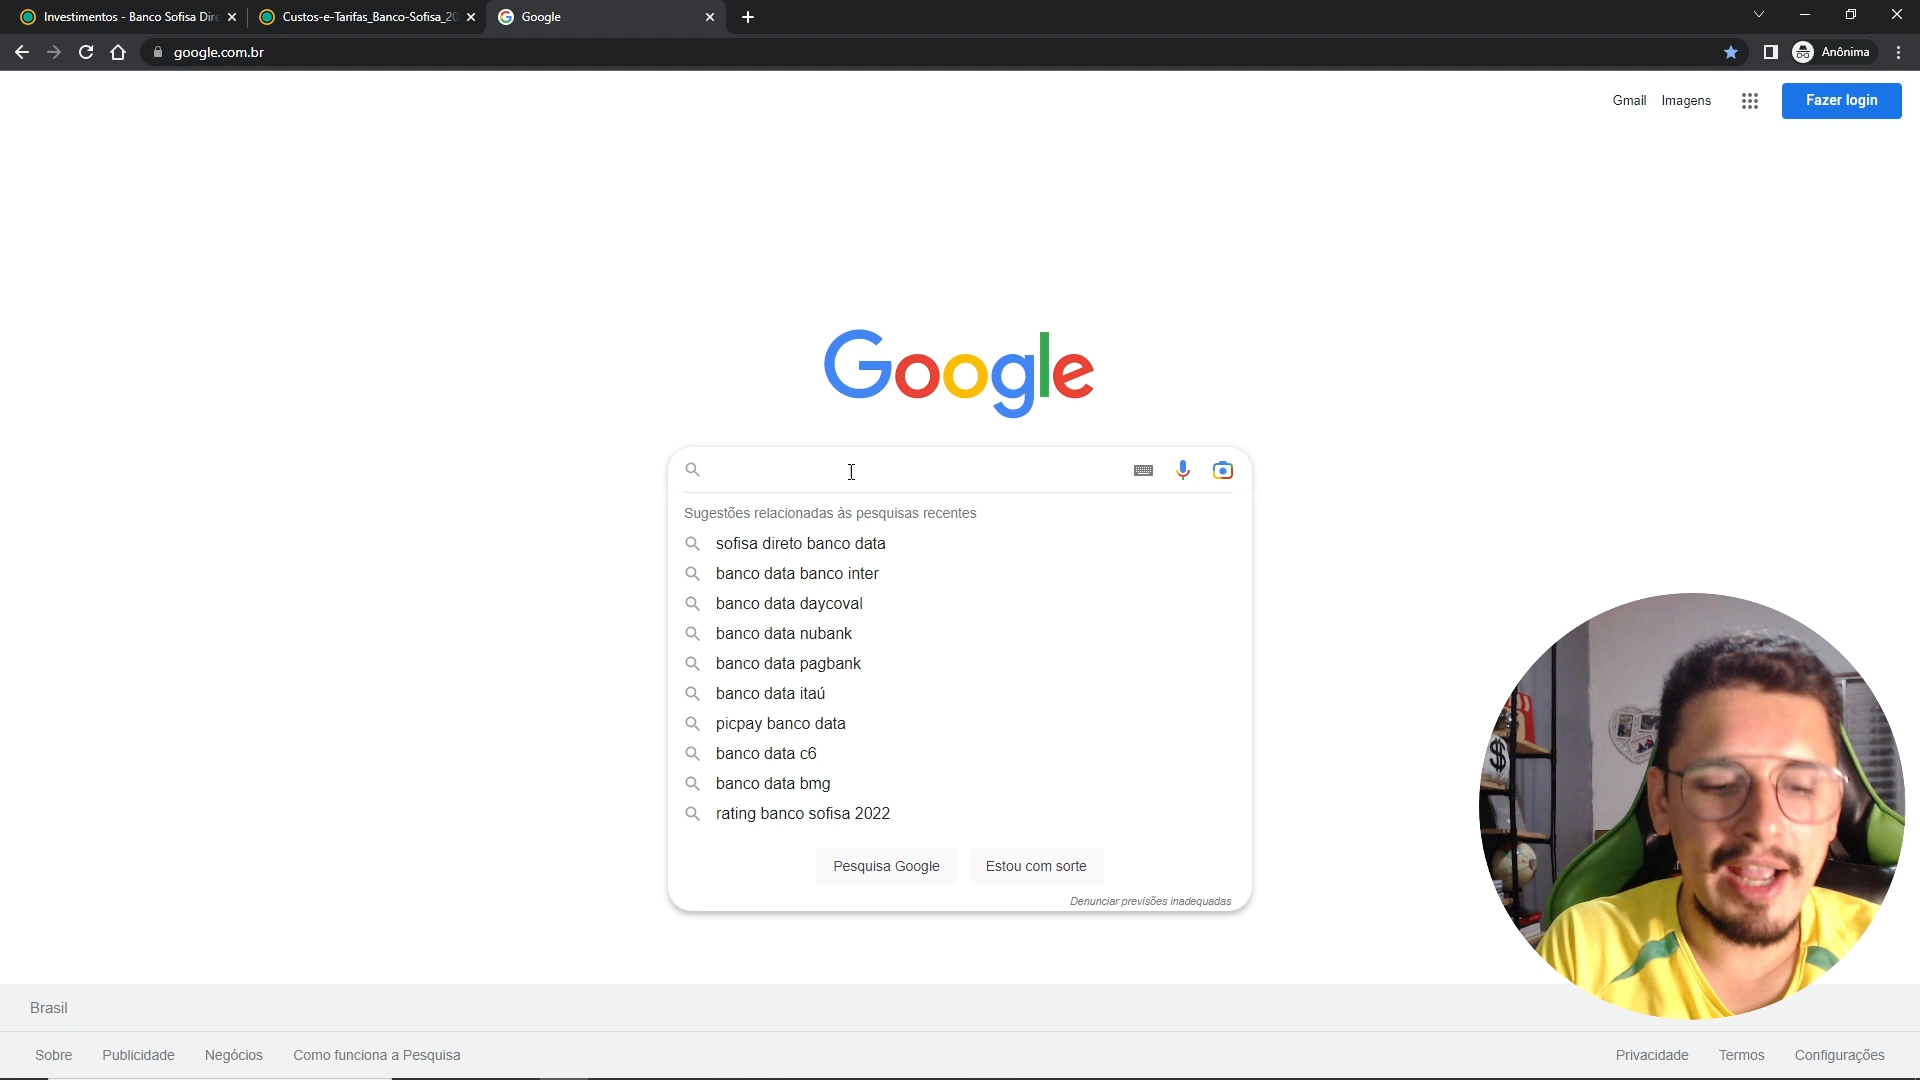 Investimentos - Banco Sofisa Dir
Custos-e-Tarifas_Banco-Sofisa_20
Google
google.com.br
Anônima
Gmail
Imagens
Fazer login
Google
Sugestões relacionadas às pesquisas recentes
sofisa direto banco data
banco data banco inter
banco data daycoval
banco data nubank
banco data pagbank
banco data itaú
picpay banco data
banco data c6
banco data bmg
rating banco sofisa 2022
Pesquisa Google
Estou com sorte
Denunciar previsões inadequadas
$
Brasil
Sobre
Publicidade
Negócios
Como funciona a Pesquisa
Privacidade
Termos
Configurações